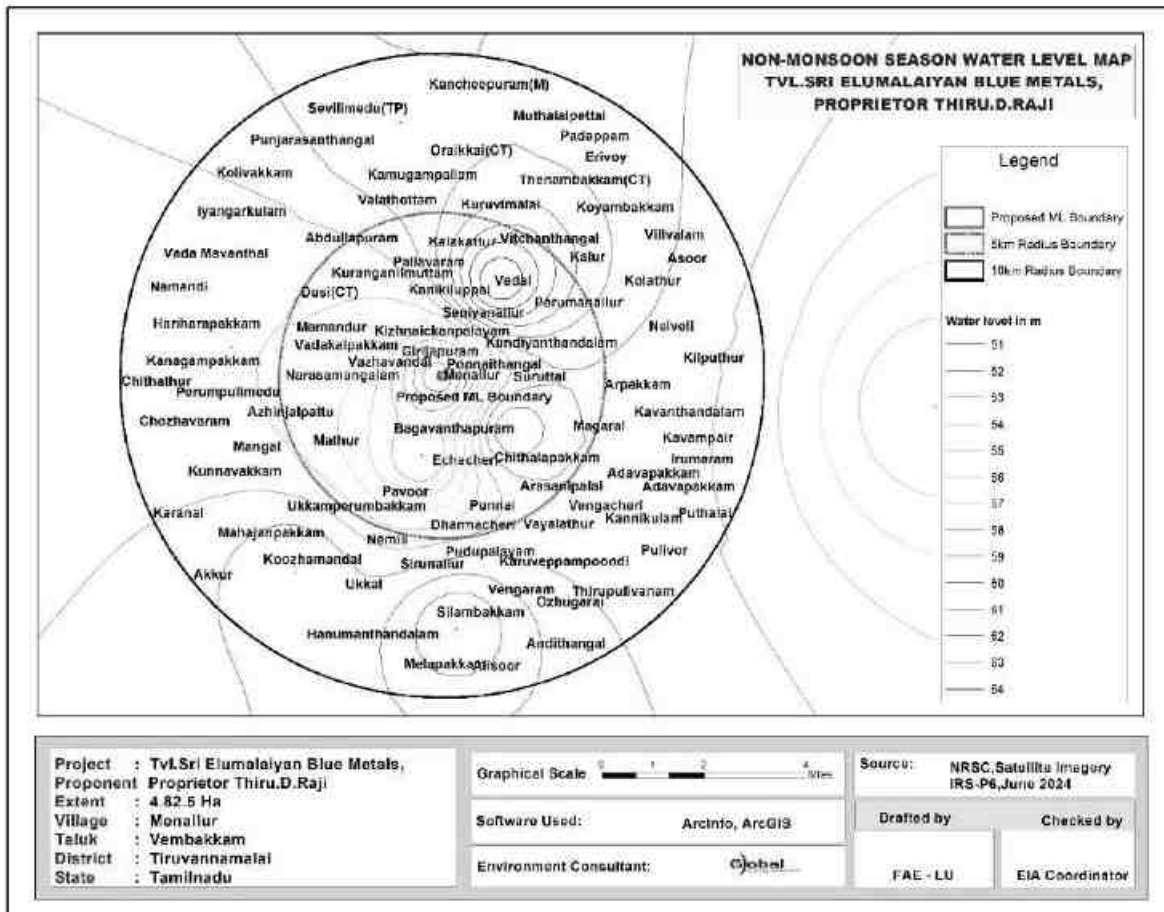 NON-MONSOON SEASON WATER LEVEL MAP
TVL.SRI ELUMALAIYAN BLUE METALS,
PROPRIETOR THIRU.D.RAJI
Kancheepuram(M)
Sevilimedu(TP)
Muthalalpettai
Punjarasanthangal
Padappam
Oraikkai(CT)
Erivoy
Kolivakkam
Kamugampallam
Thenambakkam(CT)
Iyangarkulam
Valathottam
Kuruvimalai
Koyambakkam
Abdullapuram
Kalakattur
Vitchanthangal
Villivalam
Veda Mavanthal
Pallavaram
Kalur
Asoor
Kuranganilmuttam
Vedal
Kolathur
Namandi
Dusi(CT)
Kanikiluppai
Perumanallur
Seniyanallur
Hariharapakkam
Mamandur
Kizhnaickenpalayam
Nelveli
Vadakalpakkam
Girijapuram
Kundiyanthandalam
Kanagampakkam
Vazhavandal
Poonaithangal
Kilputhur
Chithathur
Narasamangalam
Monallur
Suruttal
Arpakkam
Perumpulimedu
Proposed ML Boundary
Chozhavaram
Azhinjalpattu
Kavanthandalam
Mangal
Mathur
Bagavanthapuram
Magaral
Kavampair
Kunnavakkam
Echacheri
Chithalapakkam
Irumaram
Adavapakkam
Pavoor
Arasanipalai
Adavapakkam
Karanai
Ukkamperumbakkam
Punnai
Vengacheri
Kannikulam
Puthalai
Mahajanpakkam
Nemili
Dharmacheri
Vayalathur
Koozhamandal
Sirunallur
Pudupalayam
Karuveppampoondi
Pulivor
Akkur
Ukkal
Vengaram
Thirupulivanam
Silambakkam
Ozhugarai
Hanumanthandalam
Andithangal
Melapakkam
Alisoor
Legend
Proposed ML Boundary
5km Radius Boundary
10km Radius Boundary
Water level in m
51
52
53
54
55
56
57
58
59
60
61
62
63
64
Project : Tvl.Sri Elumalaiyan Blue Metals,
Proponent Proprietor Thiru.D.Raji
Extent : 4.82.5 Ha
Village : Monallur
Taluk : Vembakkam
District : Tiruvannamalai
State : Tamilnadu
Graphical Scale 0 1 2 4 Miles
Software Used: ArcInfo, ArcGIS
Environment Consultant: Global
Source: NRSC,Satellite Imagery
IRS-P6,June 2024
Drafted by Checked by
FAE - LU EIA Coordinator